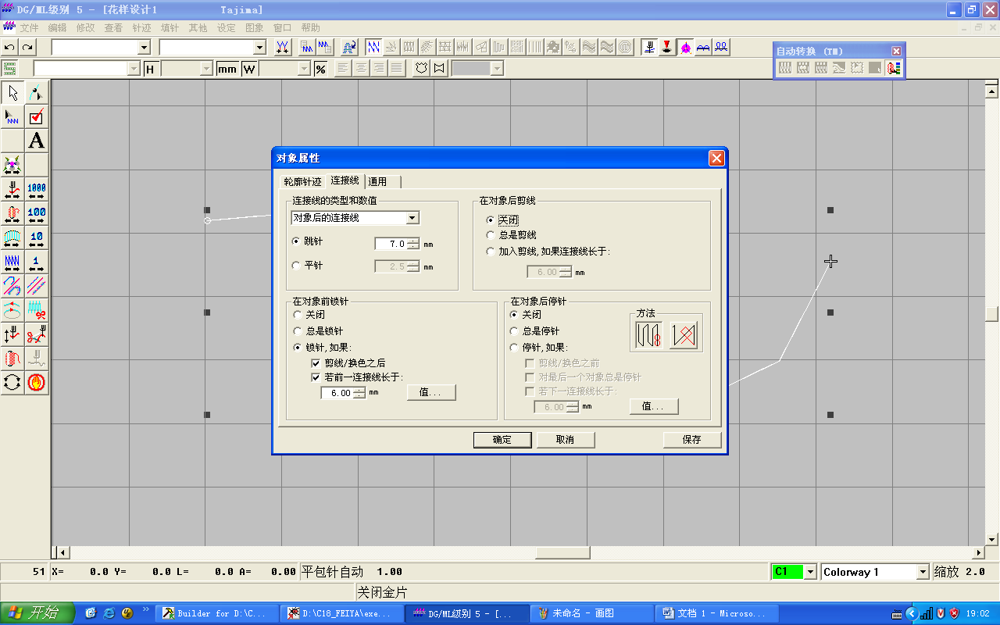 DG/ML级别 5 - [花样设计1 Tajima]
文件 编辑 修改 查看 针迹 填针 其他 设定 图象 窗口 帮助
H mm W %
自动转换 (TM)
A
1000
100
10
1
对象属性
轮廓针迹 连接线 通用
连接线的类型和数值
对象后的连接线
跳针 7.0 mm
平针 2.5 mm
在对象后剪线
关闭
总是剪线
加入剪线,如果连接线长于:
6.00 mm
在对象前锁针
关闭
总是锁针
锁针,如果:
剪线/换色之后
若前一连接线长于:
6.00 mm 值...
在对象后停针
关闭
总是停针
停针,如果:
剪线/换色之前
对最后一个对象总是停针
若下一连接线长于:
6.00 mm 值...
方法
确定 取消 保存
51 X= 0.0 Y= 0.0 L= 0.0 A= 0.00 平包针自动 1.00 C1 Colorway 1 缩放 2.0
关闭金片
开始 Builder for D:\C... D:\C18_FEIYA\exe... DG/ML级别 5 - [... 未命名 - 画图 文档 1 - Microso... 19:02